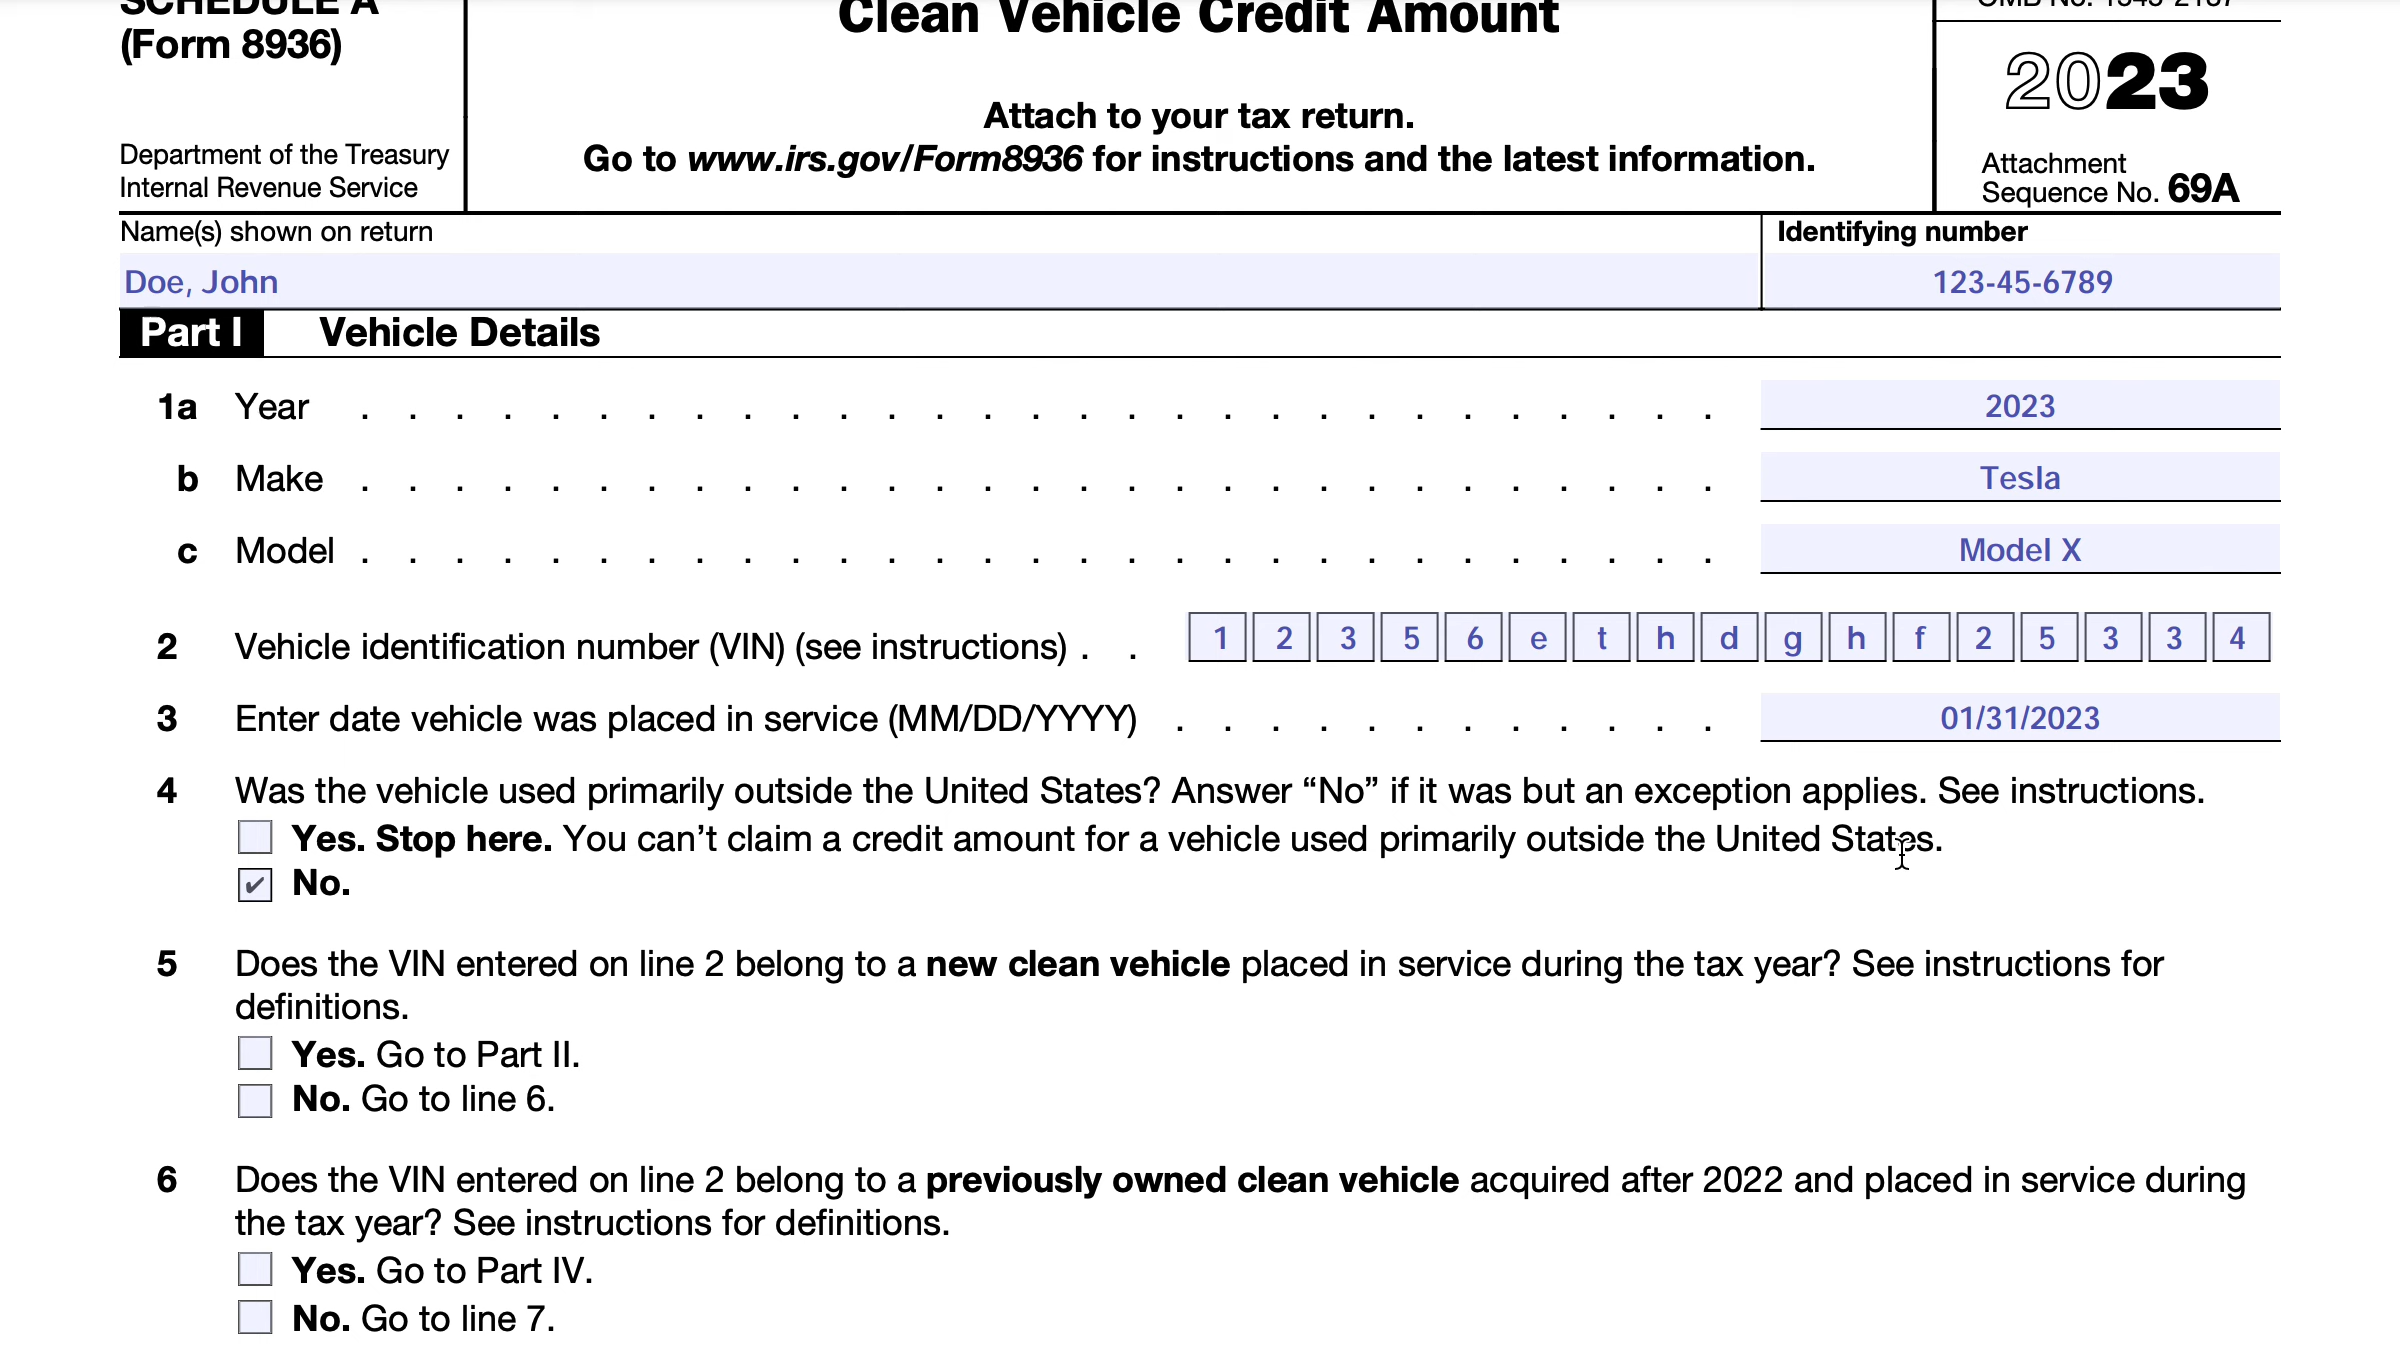 SCHEDULE A
(Form 8936)
Department of the Treasury
Internal Revenue Service
Clean Vehicle Credit Amount
Attach to your tax return.
Go to www.irs.gov/Form8936 for instructions and the latest information.
OMB No. 1545-2137
2023
Attachment
Sequence No. 69A
Name(s) shown on return
Doe, John
Identifying number
123-45-6789
Part I Vehicle Details
1a Year . . . . . . . . . . . . . . . . . . . . . . . . . . . . . 2023
b Make . . . . . . . . . . . . . . . . . . . . . . . . . . . . . Tesla
c Model . . . . . . . . . . . . . . . . . . . . . . . . . . . . . Model X
2 Vehicle identification number (VIN) (see instructions) . . 1 2 3 5 6 e t h d g h f 2 5 3 3 4
3 Enter date vehicle was placed in service (MM/DD/YYYY) . . . . . . . . . . . . 01/31/2023
4 Was the vehicle used primarily outside the United States? Answer “No” if it was but an exception applies. See instructions.
Yes. Stop here. You can’t claim a credit amount for a vehicle used primarily outside the United States.
✔ No.
5 Does the VIN entered on line 2 belong to a new clean vehicle placed in service during the tax year? See instructions for
definitions.
Yes. Go to Part II.
No. Go to line 6.
6 Does the VIN entered on line 2 belong to a previously owned clean vehicle acquired after 2022 and placed in service during
the tax year? See instructions for definitions.
Yes. Go to Part IV.
No. Go to line 7.